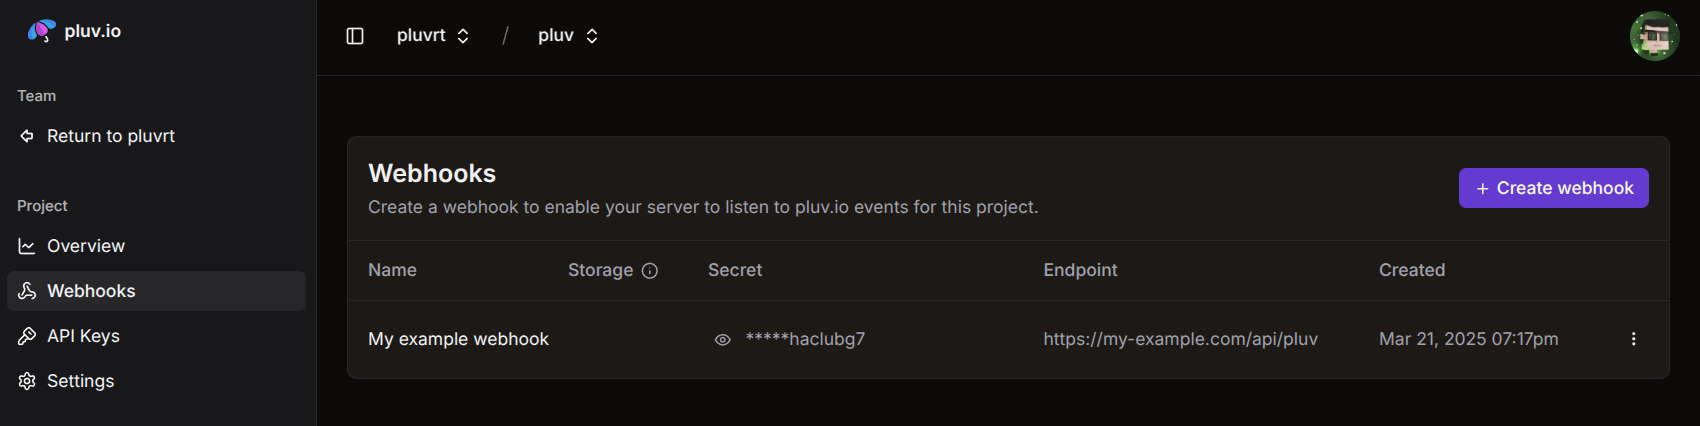 pluv.io
pluvrt / pluv
Team
Return to pluvrt
Project
Overview
Webhooks
API Keys
Settings
Webhooks
Create a webhook to enable your server to listen to pluv.io events for this project.
+ Create webhook
Name Storage Secret Endpoint Created
My example webhook *****haclubg7 https://my-example.com/api/pluv Mar 21, 2025 07:17pm